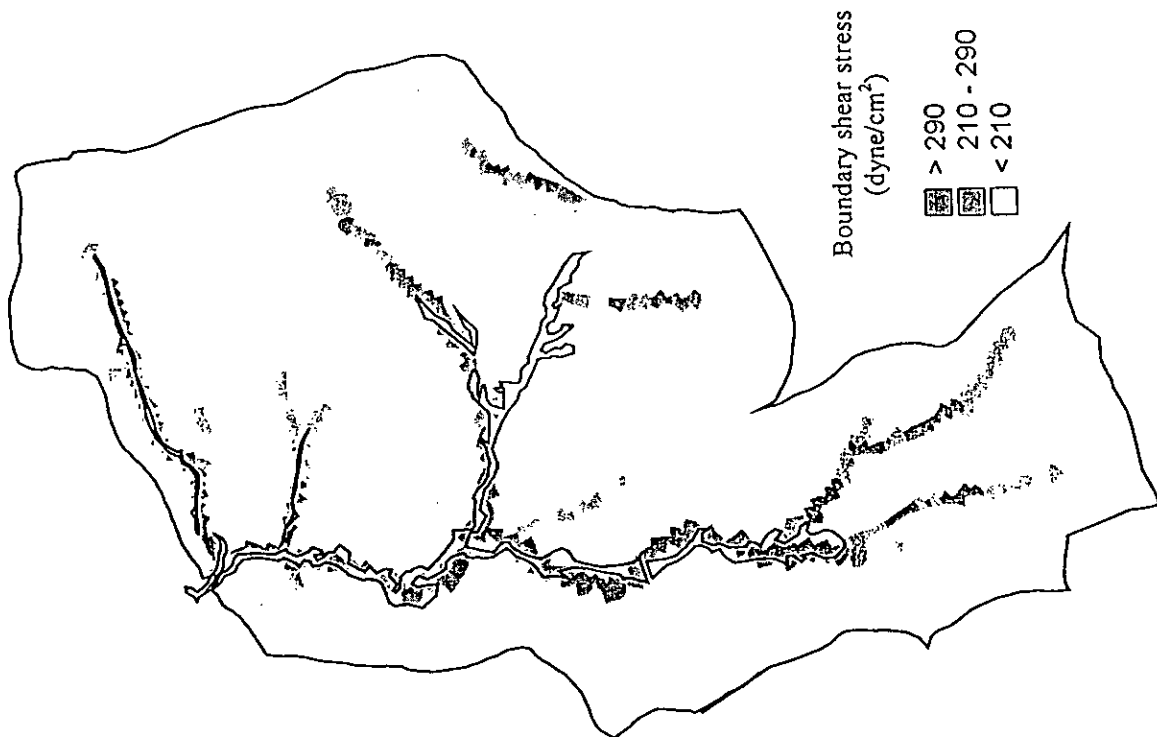 Boundary shear stress
(dyne/cm²)
> 290
210 - 290
< 210